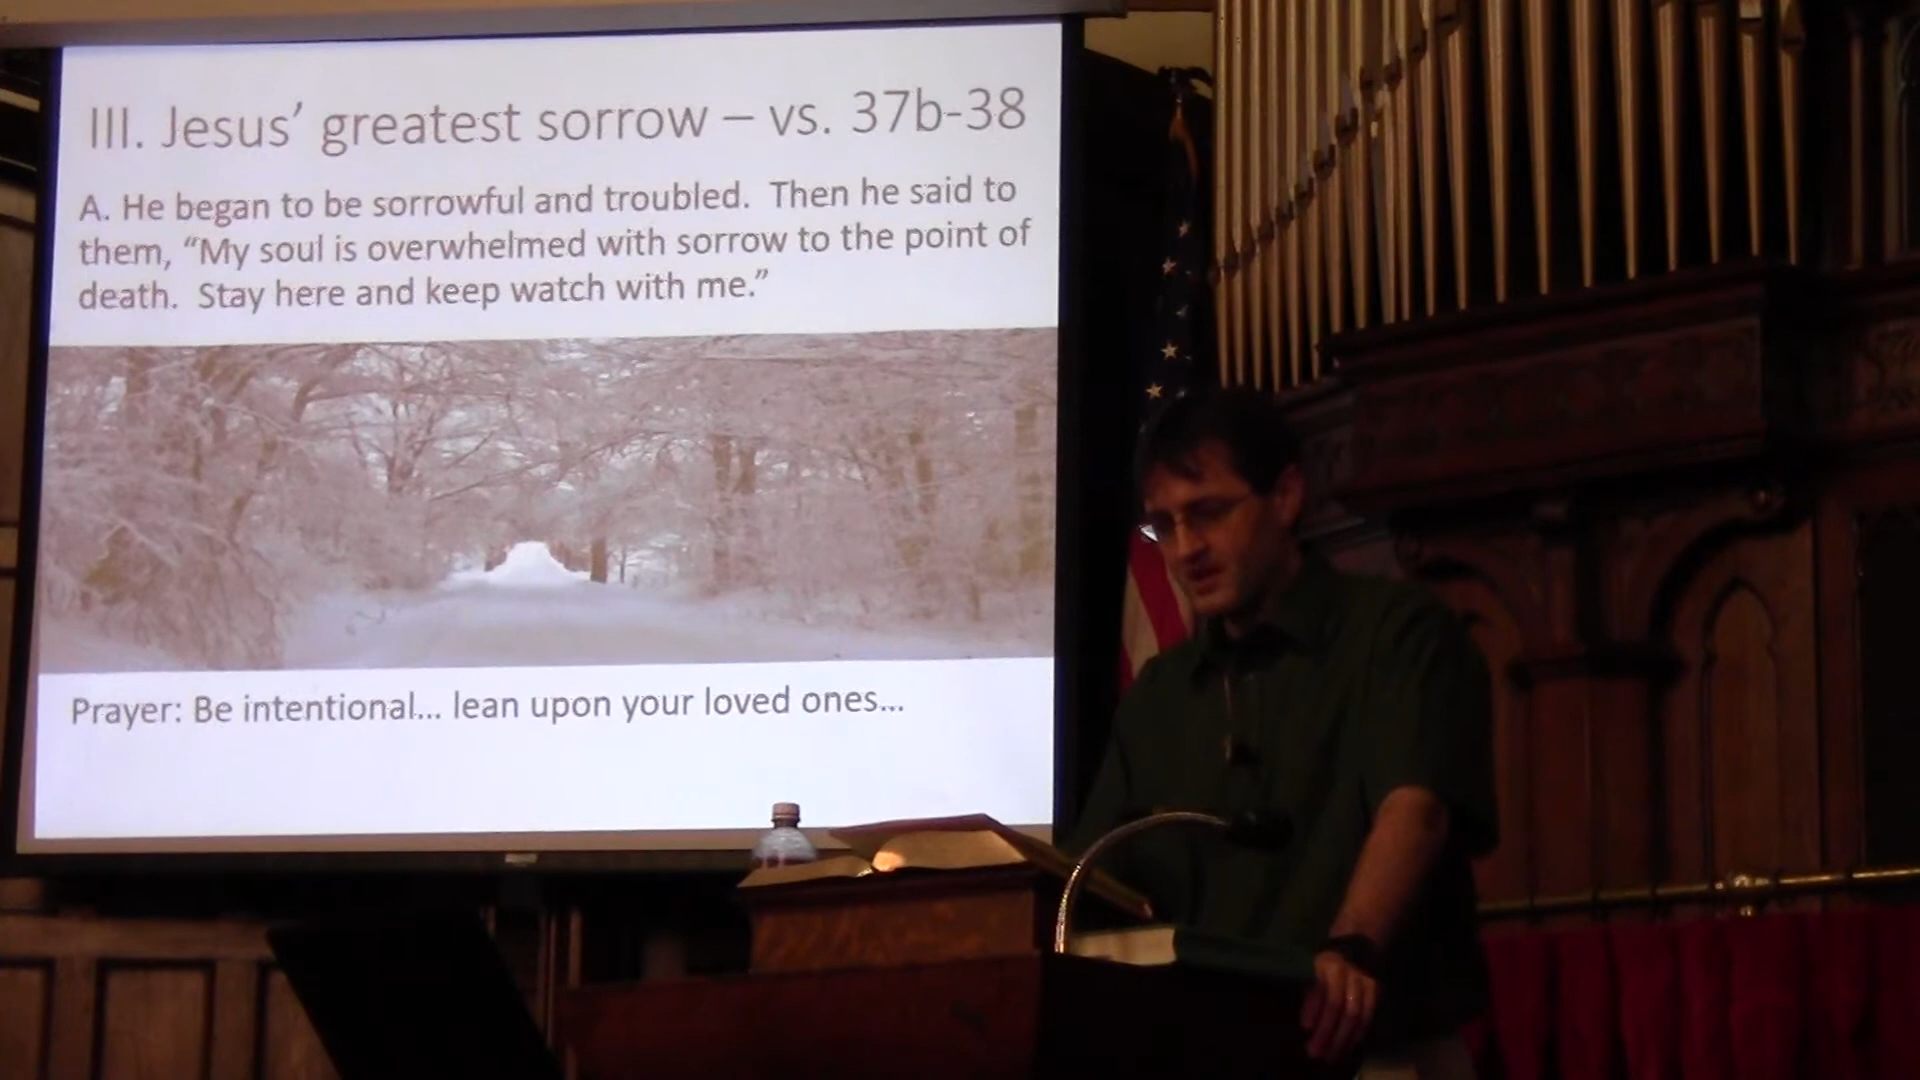 III. Jesus’ greatest sorrow – vs. 37b-38
A. He began to be sorrowful and troubled.  Then he said to
them, “My soul is overwhelmed with sorrow to the point of
death.  Stay here and keep watch with me.”
Prayer: Be intentional... lean upon your loved ones...